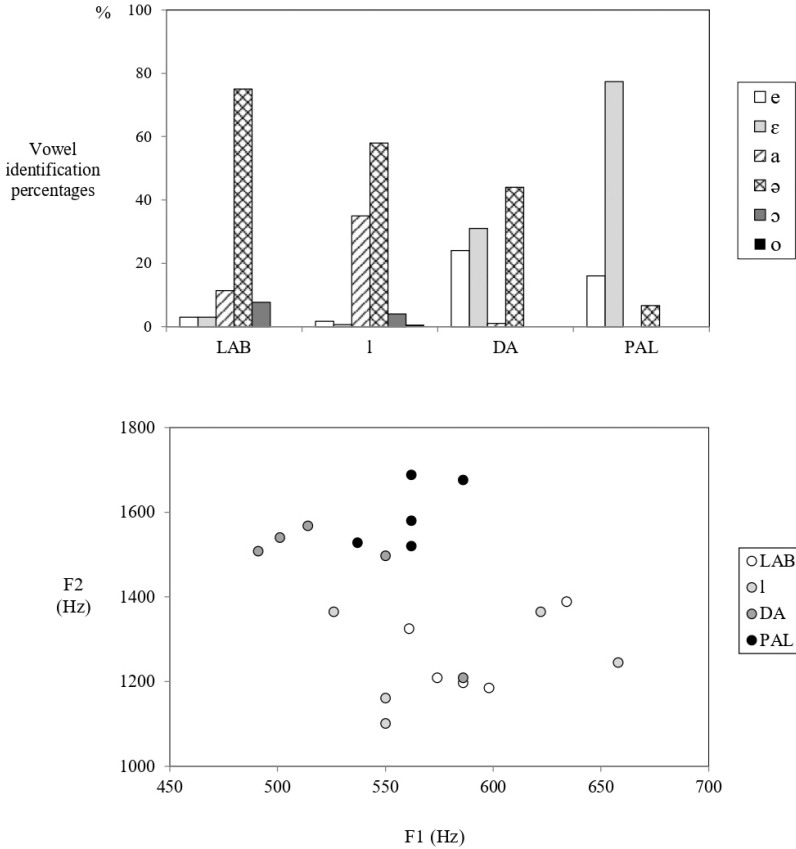 %
100
80
60
40
20
0
Vowel
identification
percentages
LAB l DA PAL
e
ε
a
ə
ɔ
o
1800
1600
1400
1200
1000
F2
(Hz)
450 500 550 600 650 700
F1 (Hz)
LAB
l
DA
PAL